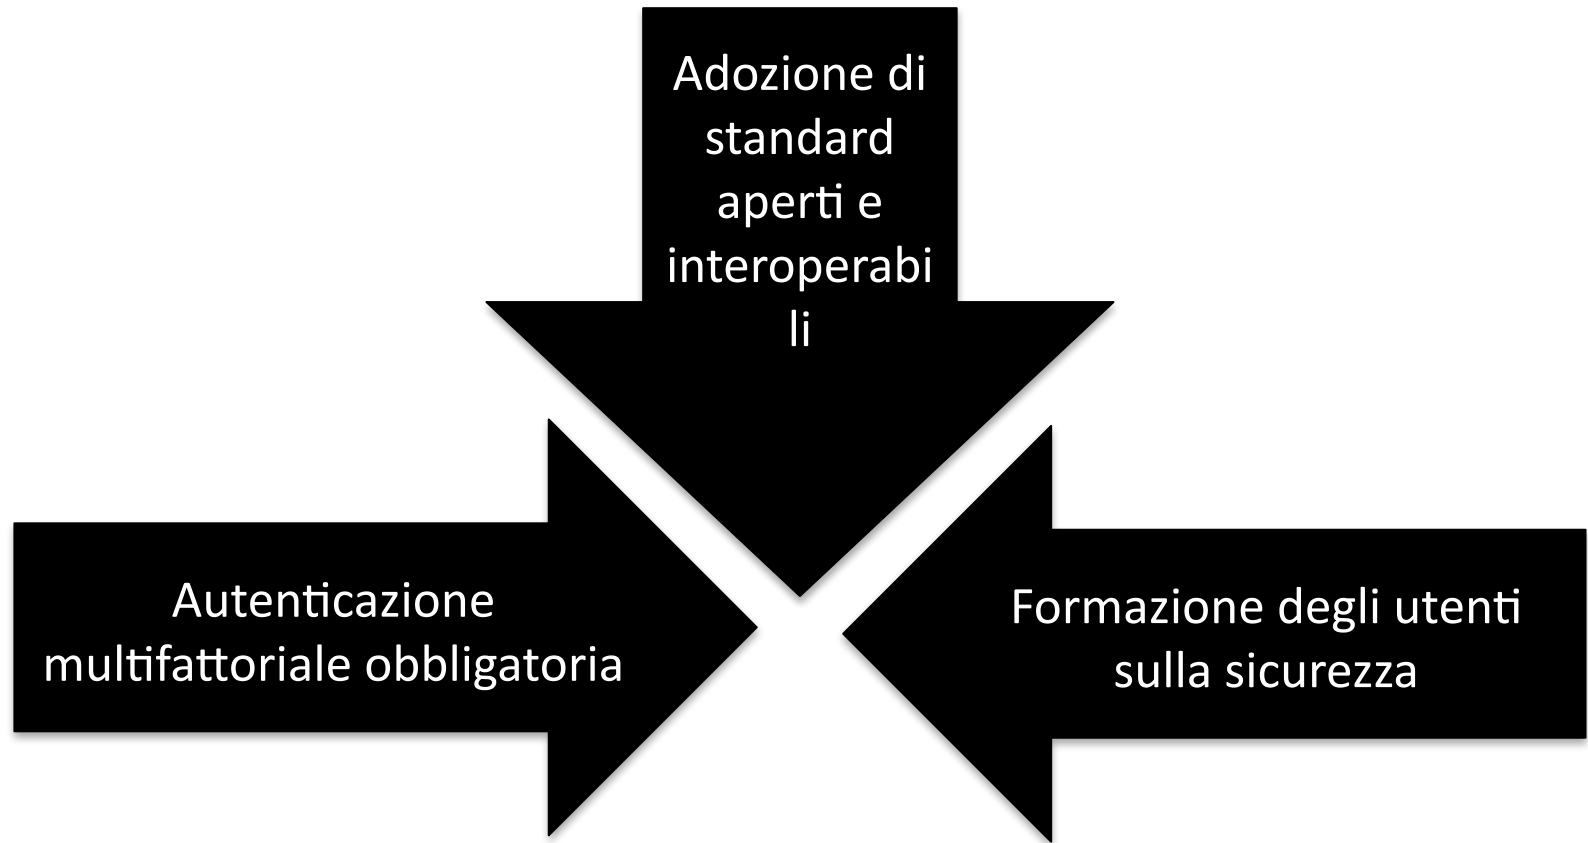 Adozione di
standard
aperti e
interoperabi
li
Autenticazione
multifattoriale obbligatoria
Formazione degli utenti
sulla sicurezza